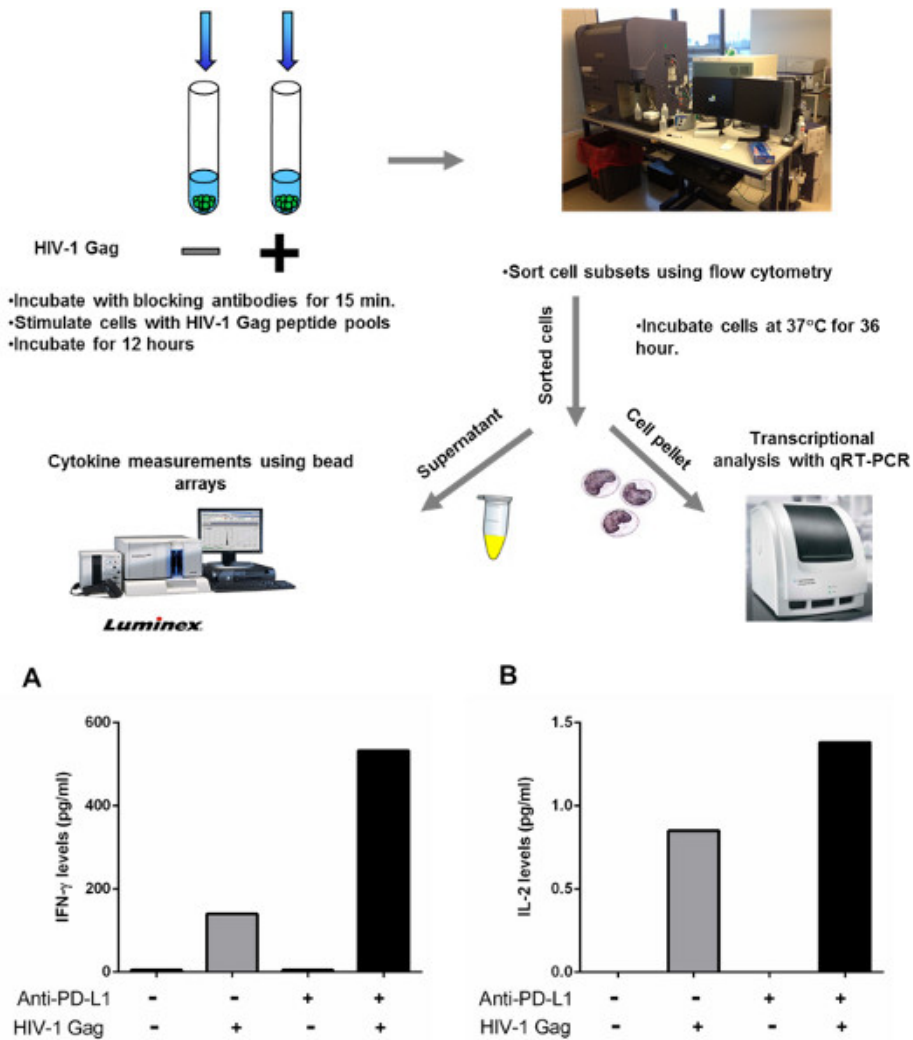 HIV-1 Gag
•Incubate with blocking antibodies for 15 min.
•Stimulate cells with HIV-1 Gag peptide pools
•Incubate for 12 hours
•Sort cell subsets using flow cytometry
Sorted cells
•Incubate cells at 37°C for 36
hour.
Supernatant
Cell pellet
Cytokine measurements using bead
arrays
Luminex
Transcriptional
analysis with qRT-PCR
A
IFN-γ levels (pg/ml)
600
400
200
0
Anti-PD-L1 - - + +
HIV-1 Gag - + - +
B
IL-2 levels (pg/ml)
1.5
1.0
0.5
0.0
Anti-PD-L1 - - + +
HIV-1 Gag - + - +